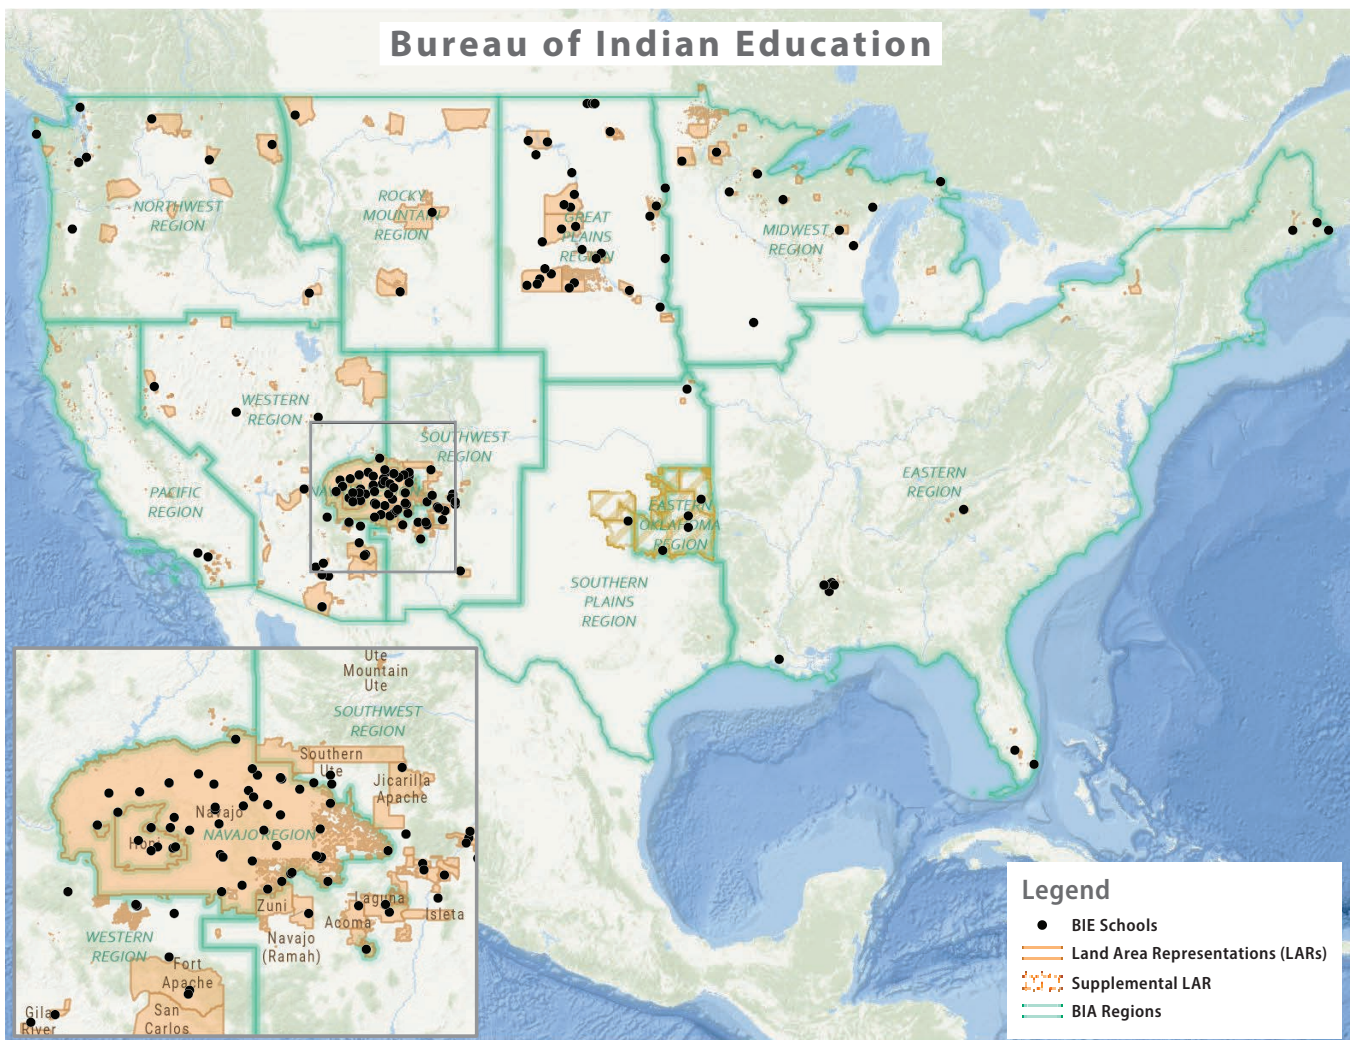 Bureau of Indian Education
NORTHWEST
REGION
ROCKY
MOUNTAIN
REGION
GREAT
PLAINS
REGION
MIDWEST
REGION
WESTERN
REGION
SOUTHWEST
REGION
PACIFIC
REGION
EASTERN
REGION
EASTERN
OKLAHOMA
REGION
SOUTHERN
PLAINS
REGION
Ute
Mountain
Ute
SOUTHWEST
REGION
Southern
Ute
Jicarilla
Apache
Navajo
NAVAJO REGION
Hopi
Zuni
Laguna
Acoma
Isleta
Navajo
(Ramah)
WESTERN
REGION
Fort
Apache
San
Carlos
Gila
River
Legend
BIE Schools
Land Area Representations (LARs)
Supplemental LAR
BIA Regions